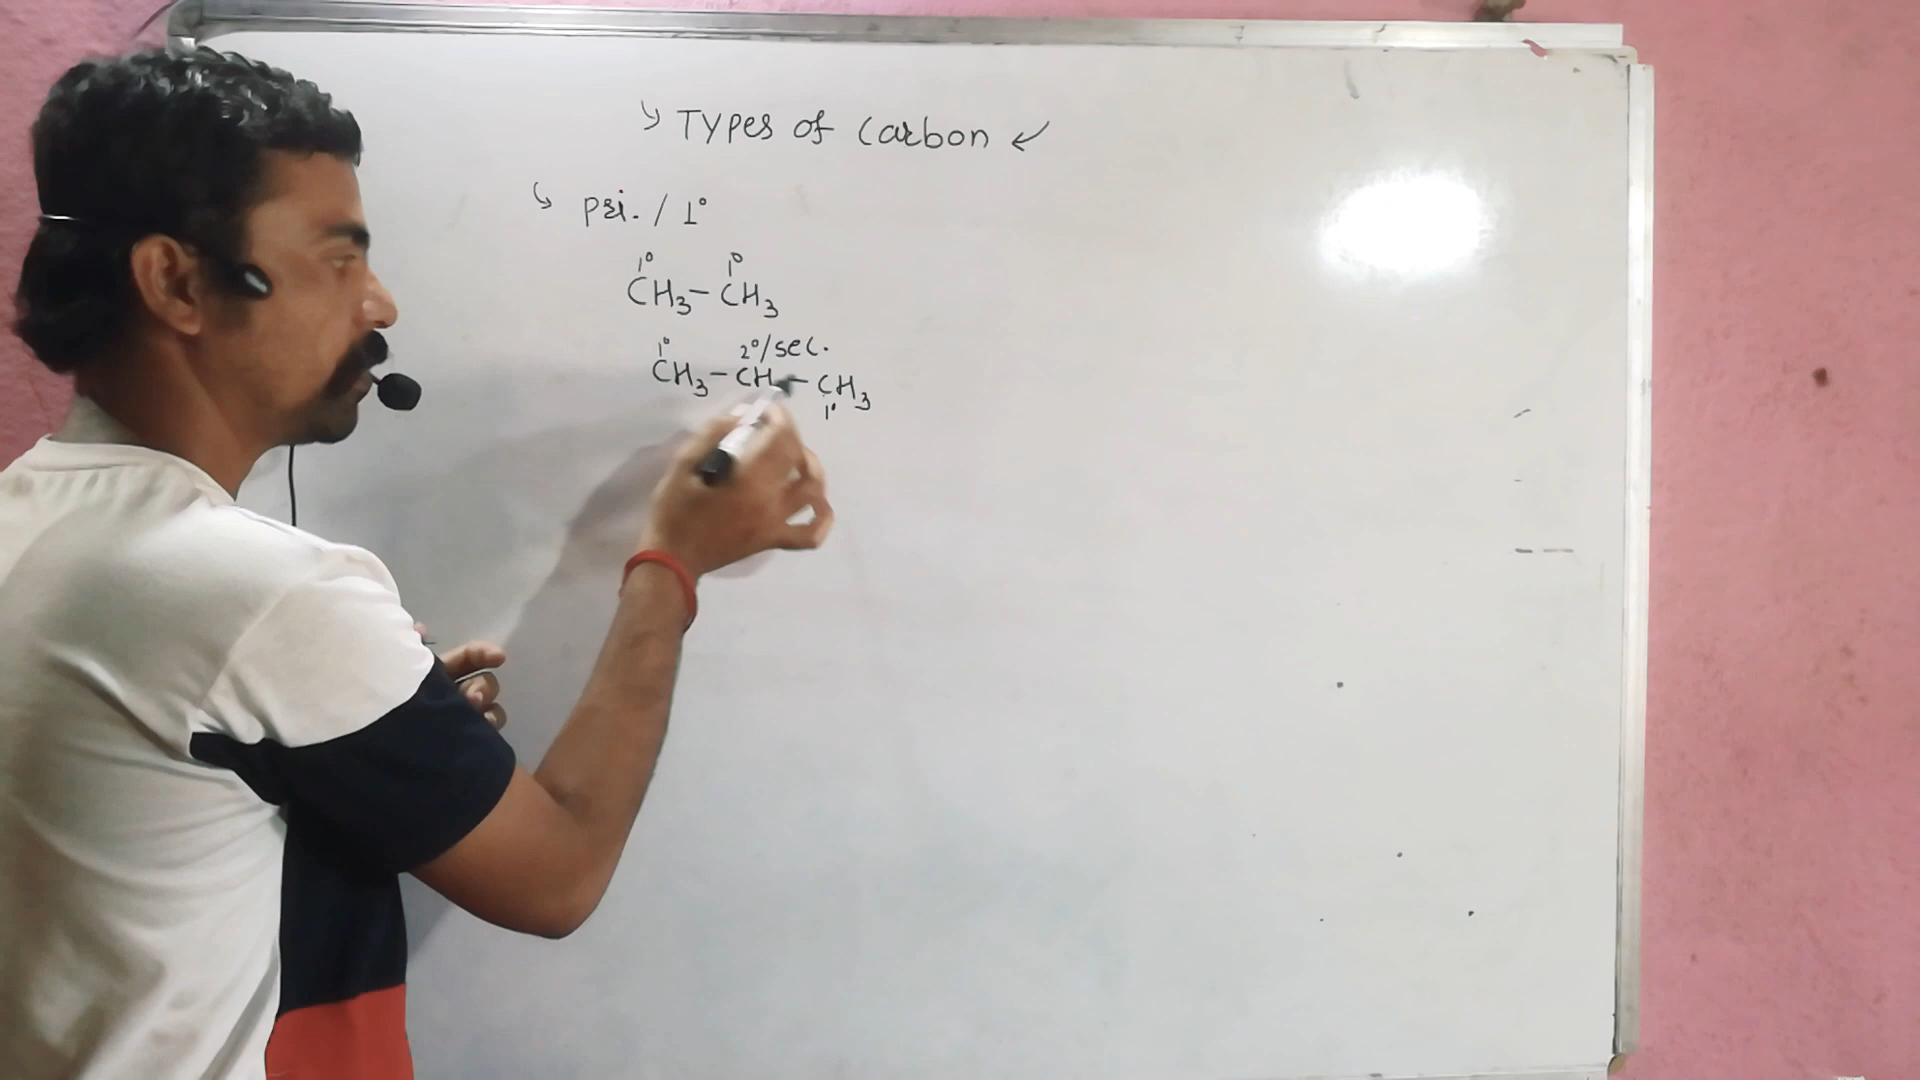 ↳ Types of Carbon ↙
↳ Pri. / 1°
1° 1°
CH3 - CH3
1° 2°/sec.
CH3 - CH - CH3
1°